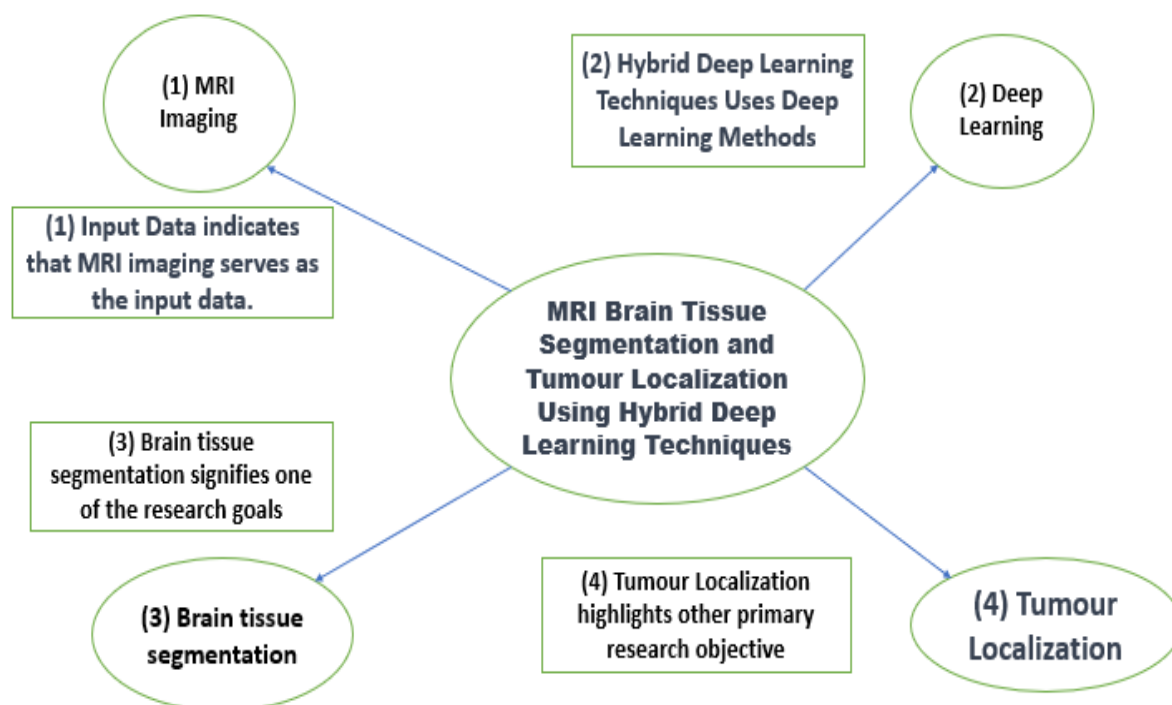 (1) MRI
Imaging
(2) Hybrid Deep Learning
Techniques Uses Deep
Learning Methods
(2) Deep
Learning
(1) Input Data indicates
that MRI imaging serves as
the input data.
MRI Brain Tissue
Segmentation and
Tumour Localization
Using Hybrid Deep
Learning Techniques
(3) Brain tissue
segmentation signifies one
of the research goals
(3) Brain tissue
segmentation
(4) Tumour Localization
highlights other primary
research objective
(4) Tumour
Localization